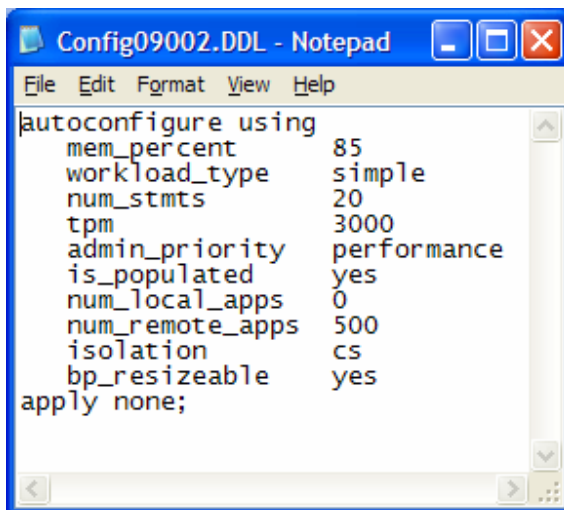 Config09002.DDL - Notepad
File Edit Format View Help
autoconfigure using
mem_percent 85
workload_type simple
num_stmts 20
tpm 3000
admin_priority performance
is_populated yes
num_local_apps 0
num_remote_apps 500
isolation cs
bp_resizeable yes
apply none;